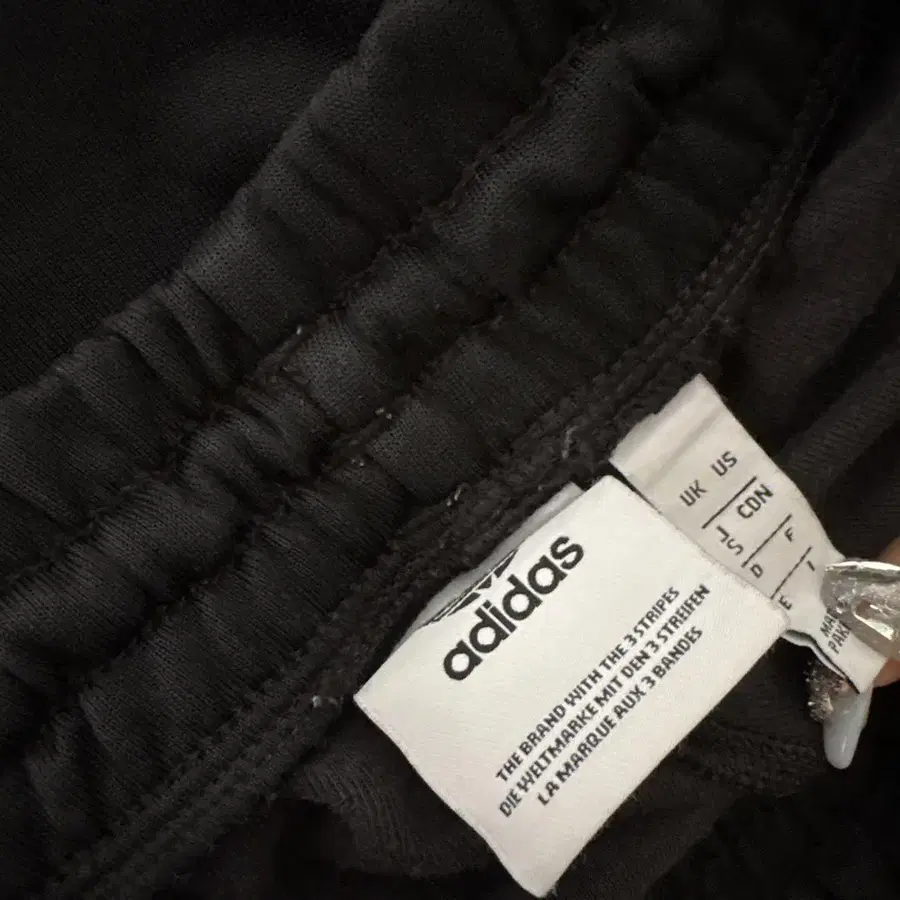 adidas
THE BRAND WITH THE 3 STRIPES
DIE WELTMARKE MIT DEN 3 STREIFEN
LA MARQUE AUX 3 BANDES
UK US
J CDN
S F
D I
E